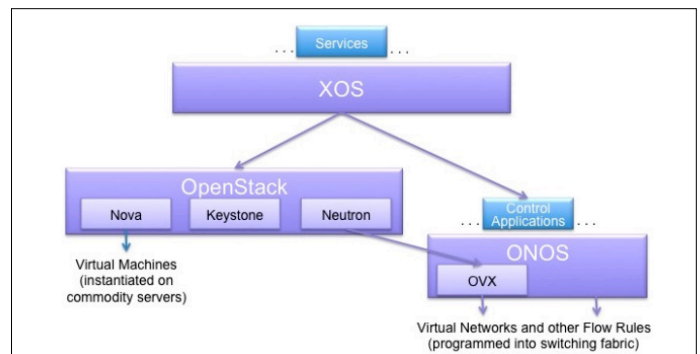 ... Services ...
XOS
OpenStack
Nova Keystone Neutron
Virtual Machines
(instantiated on
commodity servers)
... Control
Applications ...
ONOS
OVX
Virtual Networks and other Flow Rules
(programmed into switching fabric)